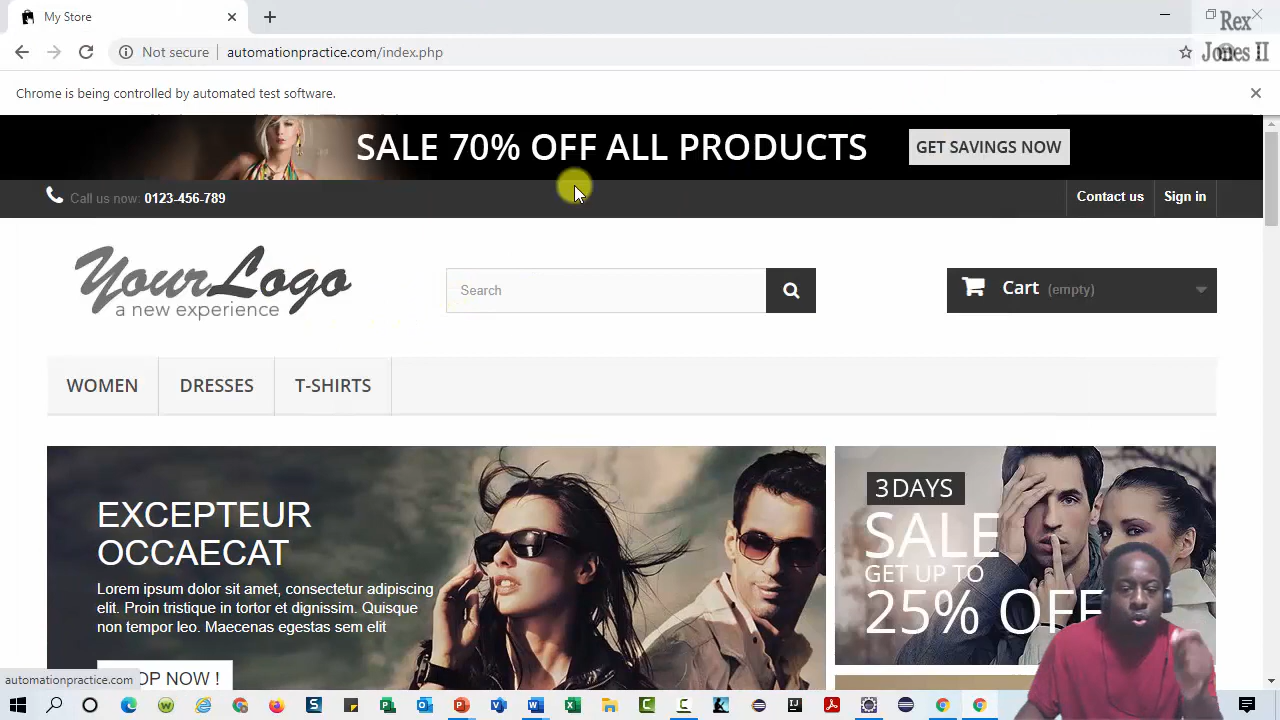 My Store
Rex
Jones II
Not secure
automationpractice.com/index.php
Chrome is being controlled by automated test software.
SALE 70% OFF ALL PRODUCTS
GET SAVINGS NOW
Call us now: 0123-456-789
Contact us
Sign in
YourLogo
a new experience
Search
Cart (empty)
WOMEN
DRESSES
T-SHIRTS
EXCEPTEUR
OCCAECAT
Lorem ipsum dolor sit amet, consectetur adipiscing
elit. Proin tristique in tortor et dignissim. Quisque
non tempor leo. Maecenas egestas sem elit
OP NOW !
3 DAYS
SALE
GET UP TO
25% OFF
automationpractice.com